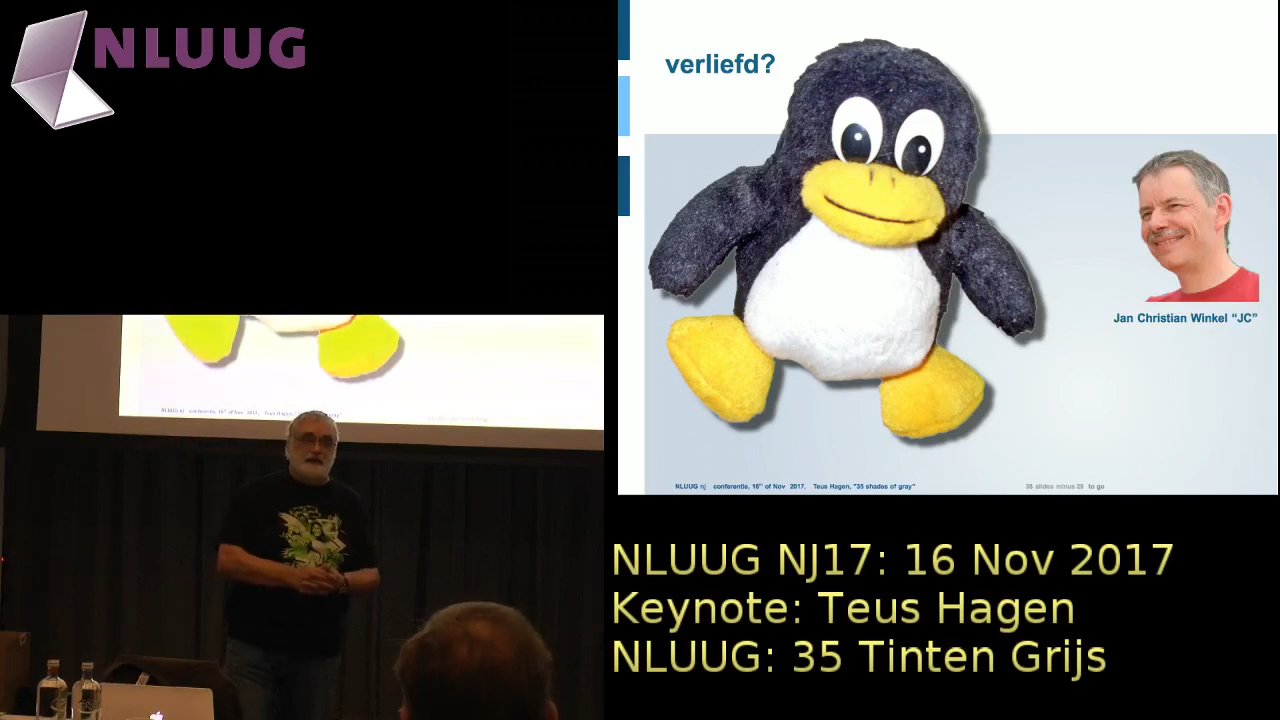 NLUUG
verliefd?
Jan Christian Winkel “JC”
NLUUG nj conferentie, 16th of Nov 2017, Teus Hagen, "35 shades of gray"
36 slides minus 29 to go
NLUUG NJ17: 16 Nov 2017
Keynote: Teus Hagen
NLUUG: 35 Tinten Grijs